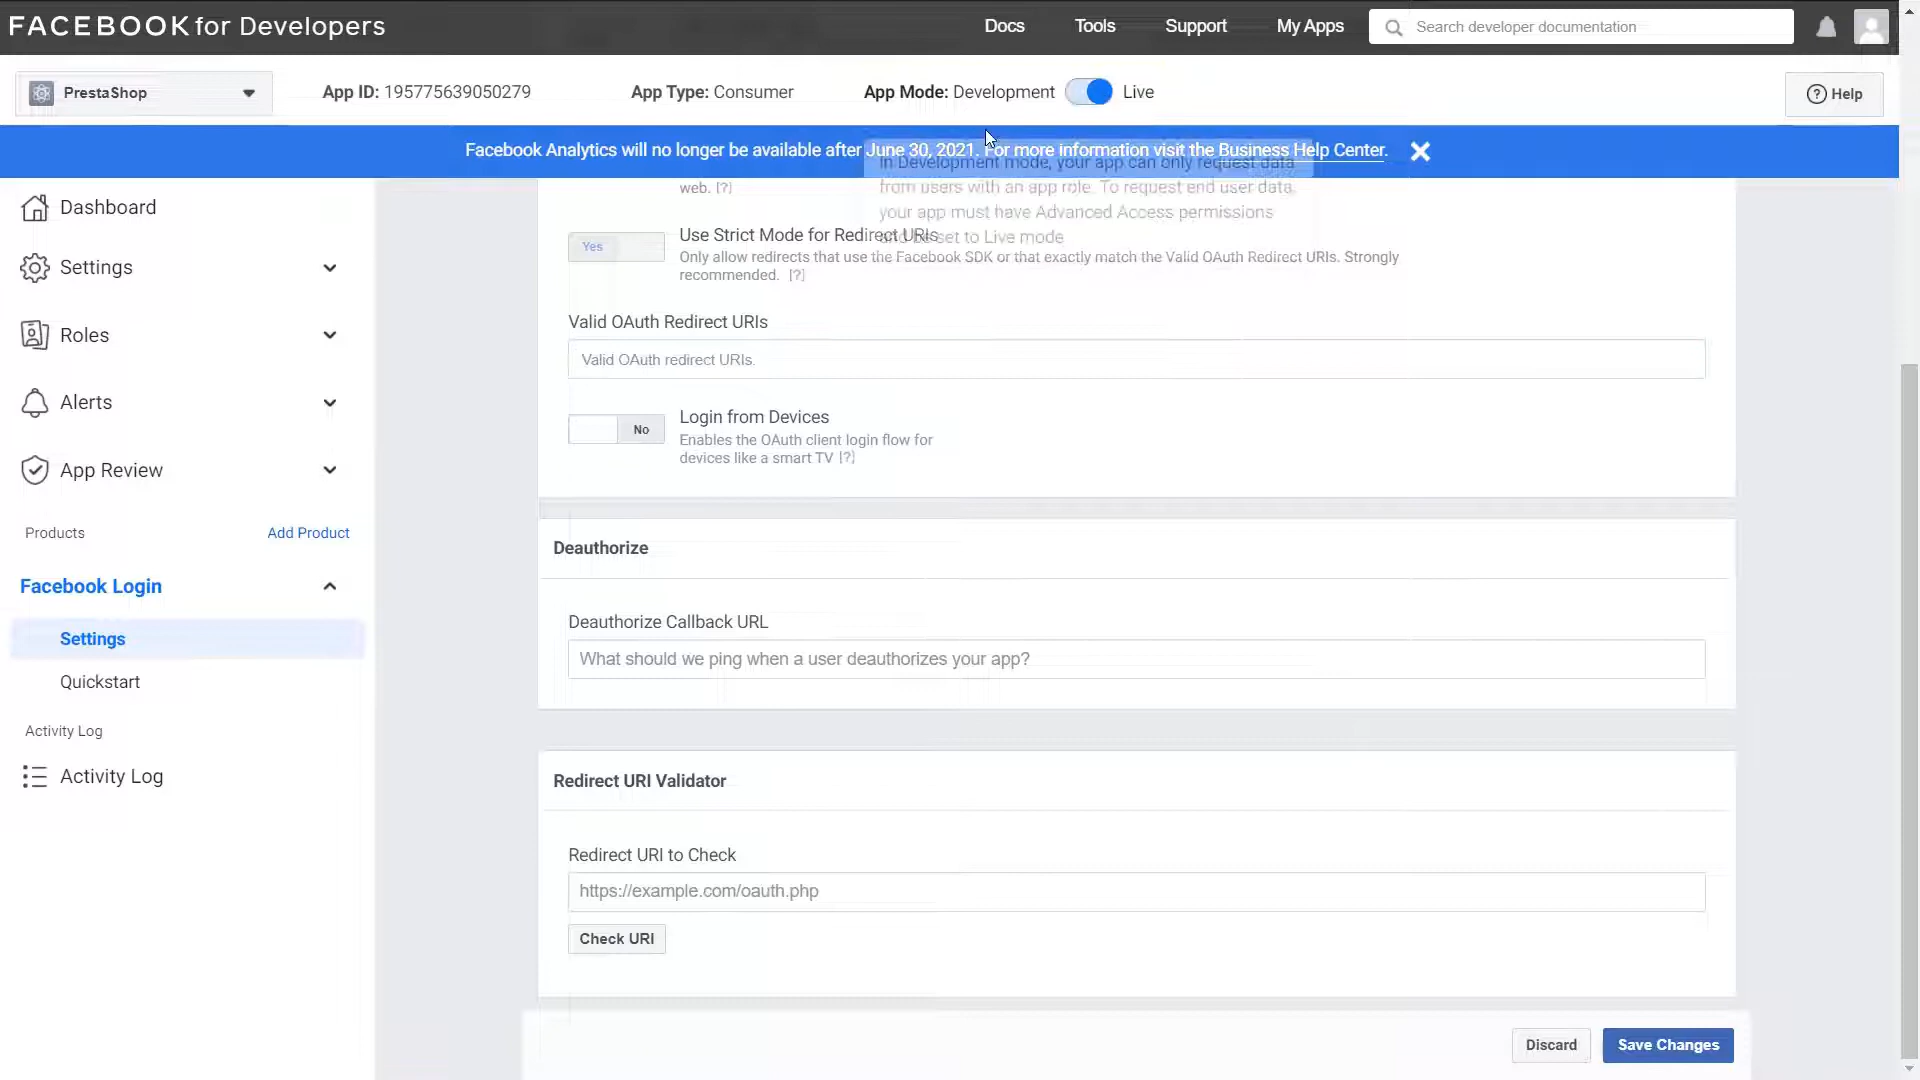 FACEBOOK for Developers
Docs
Tools
Support
My Apps
Search developer documentation
PrestaShop
App ID: 195775639050279
App Type: Consumer
App Mode: Development
Live
Help
Facebook Analytics will no longer be available after June 30, 2021. For more information visit the Business Help Center.
In Development mode, your app can only request data
from users with an app role. To request end user data,
your app must have Advanced Access permissions
and be set to Live mode
Dashboard
Settings
Roles
Alerts
App Review
Products
Add Product
Facebook Login
Settings
Quickstart
Activity Log
Activity Log
web. [?]
Yes
Use Strict Mode for Redirect URIs
Only allow redirects that use the Facebook SDK or that exactly match the Valid OAuth Redirect URIs. Strongly
recommended. [?]
Valid OAuth Redirect URIs
Valid OAuth redirect URIs.
No
Login from Devices
Enables the OAuth client login flow for
devices like a smart TV [?]
Deauthorize
Deauthorize Callback URL
What should we ping when a user deauthorizes your app?
Redirect URI Validator
Redirect URI to Check
https://example.com/oauth.php
Check URI
Discard
Save Changes